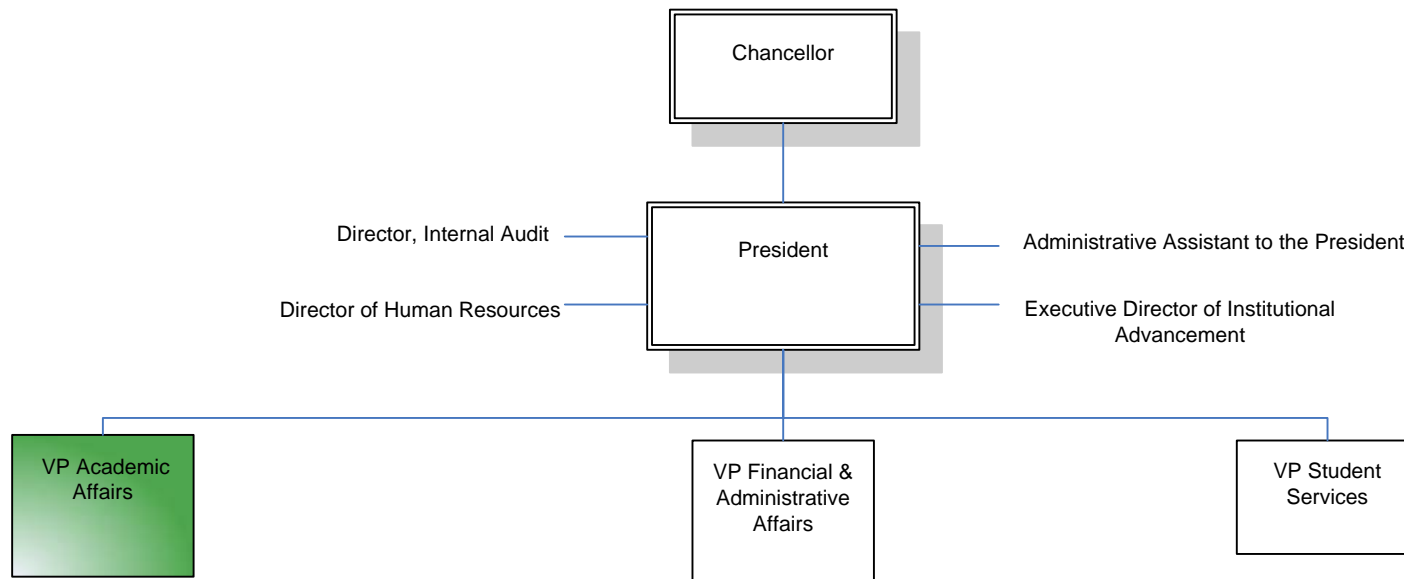 Chancellor
Director, Internal Audit
President
Administrative Assistant to the President
Director of Human Resources
Executive Director of Institutional
Advancement
VP Academic
Affairs
VP Financial &
Administrative
Affairs
VP Student
Services